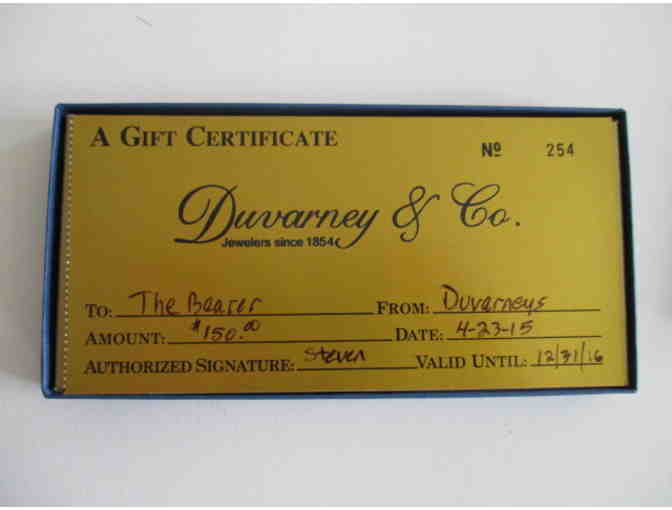 A GIFT CERTIFICATE
Nº 254
Duvarney & Co.
Jewelers since 1854
TO: The Bearer FROM: Duvarneys
AMOUNT: $150.00 DATE: 4-23-15
AUTHORIZED SIGNATURE: Steven VALID UNTIL: 12/31/16